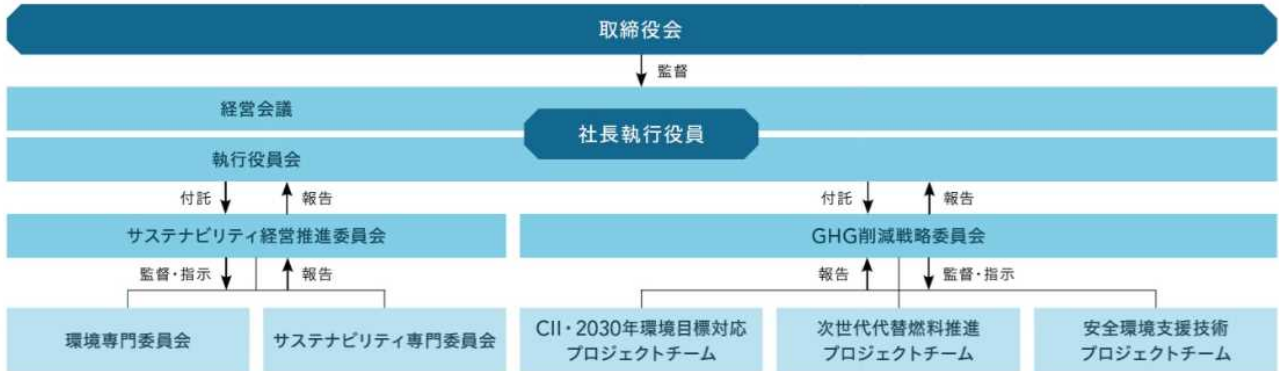 取締役会
監督
経営会議
社長執行役員
執行役員会
付託
報告
付託
報告
サステナビリティ経営推進委員会
GHG削減戦略委員会
監督・指示
報告
報告
監督・指示
環境専門委員会
サステナビリティ専門委員会
CII・2030年環境目標対応
プロジェクトチーム
次世代代替燃料推進
プロジェクトチーム
安全環境支援技術
プロジェクトチーム